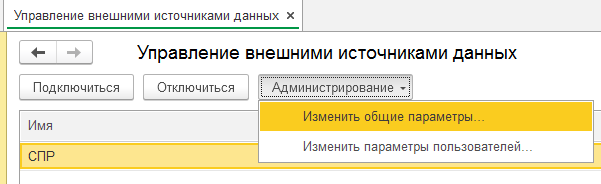 Управление внешними источниками данных ×
Управление внешними источниками данных
Подключиться Отключиться Администрирование
Изменить общие параметры...
Имя
Изменить параметры пользователей...
СПР